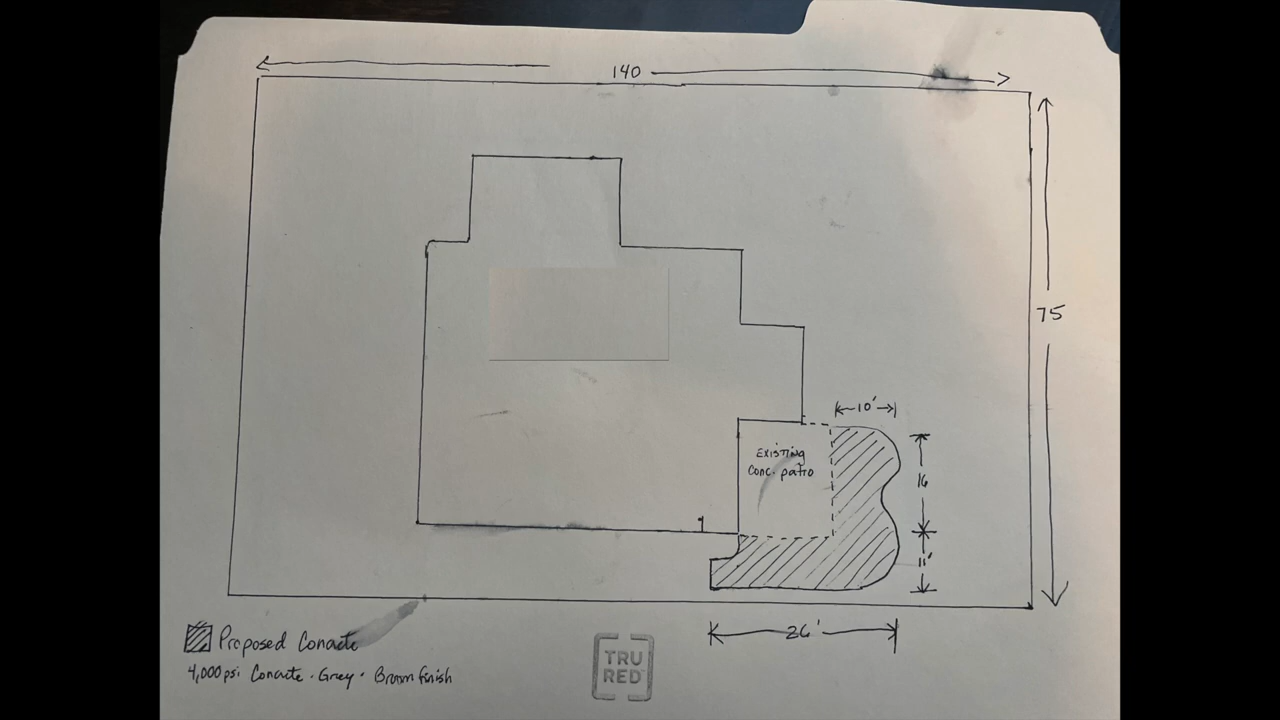 140
75
10'
Existing
Conc. patio
16
11'
26'
Proposed Concrete
4,000 psi Concrete · Grey · Broom finish
TRU
RED™